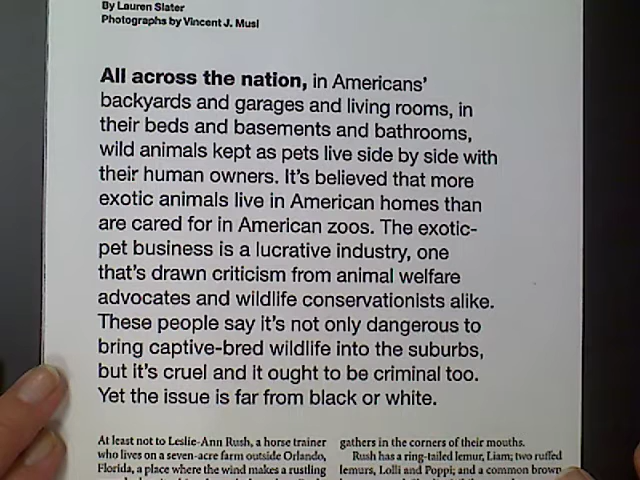 By Lauren Slater
Photographs by Vincent J. Musi
All across the nation, in Americans'
backyards and garages and living rooms, in
their beds and basements and bathrooms,
wild animals kept as pets live side by side with
their human owners. It's believed that more
exotic animals live in American homes than
are cared for in American zoos. The exotic-
pet business is a lucrative industry, one
that's drawn criticism from animal welfare
advocates and wildlife conservationists alike.
These people say it's not only dangerous to
bring captive-bred wildlife into the suburbs,
but it's cruel and it ought to be criminal too.
Yet the issue is far from black or white.
At least not to Leslie-Ann Rush, a horse trainer
who lives on a seven-acre farm outside Orlando,
Florida, a place where the wind makes a rustling
gathers in the corners of their mouths.
Rush has a ring-tailed lemur, Liam; two ruffed
lemurs, Lolli and Poppi; and a common brown